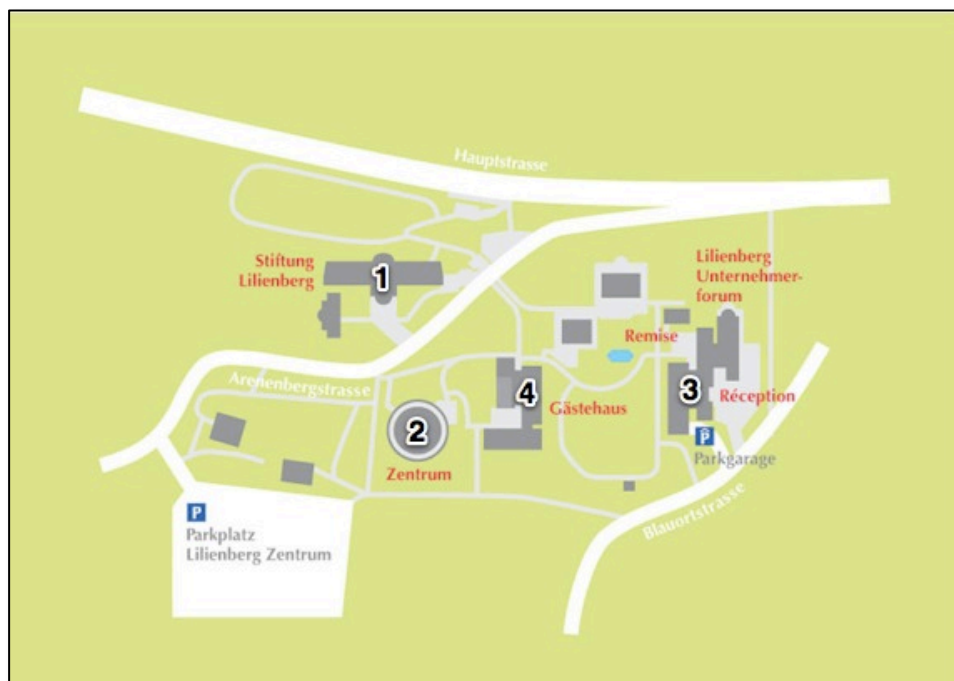 Hauptstrasse
Stiftung
Lilienberg
1
Lilienberg
Unternehmer-
forum
Remise
Arenenbergstrasse
4
3
Gästehaus
Réception
2
Zentrum
P
Parkgarage
P
Parkplatz
Lilienberg Zentrum
Blauortstrasse